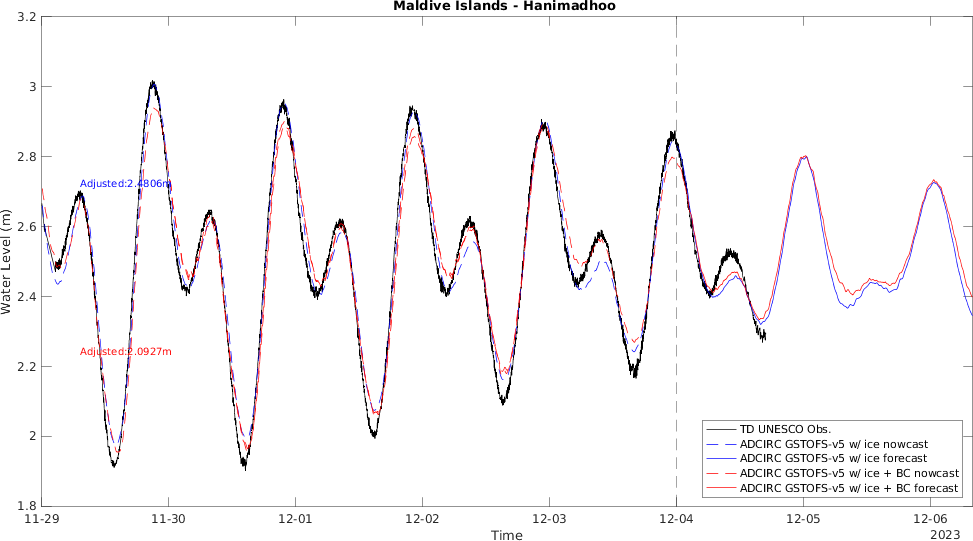 Maldive Islands - Hanimadhoo
3.2
3
2.8
2.6
2.4
2.2
2
1.8
Water Level (m)
Adjusted:2.4806m
Adjusted:2.0927m
TD UNESCO Obs.
ADCIRC GSTOFS-v5 w/ ice nowcast
ADCIRC GSTOFS-v5 w/ ice forecast
ADCIRC GSTOFS-v5 w/ ice + BC nowcast
ADCIRC GSTOFS-v5 w/ ice + BC forecast
11-29 11-30 12-01 12-02 12-03 12-04 12-05 12-06
Time
2023